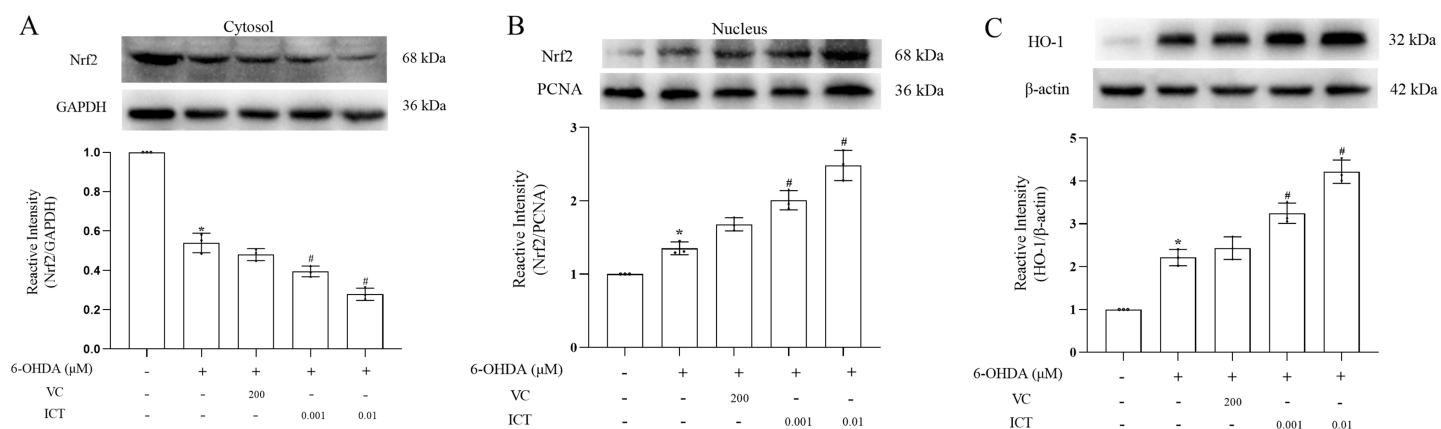 A
Cytosol
Nrf2
68 kDa
GAPDH
36 kDa
Reactive Intensity
(Nrf2/GAPDH)
1.0
0.8
0.6
0.4
0.2
0.0
*
#
#
6-OHDA (μM) - + + + +
VC - - 200 - -
ICT - - - 0.001 0.01
B
Nucleus
Nrf2
68 kDa
PCNA
36 kDa
Reactive Intensity
(Nrf2/PCNA)
3
2
1
0
*
#
#
6-OHDA (μM) - + + + +
VC - - 200 - -
ICT - - - 0.001 0.01
C
HO-1
32 kDa
β-actin
42 kDa
Reactive Intensity
(HO-1/β-actin)
5
4
3
2
1
0
*
#
#
6-OHDA (μM) - + + + +
VC - - 200 - -
ICT - - - 0.001 0.01